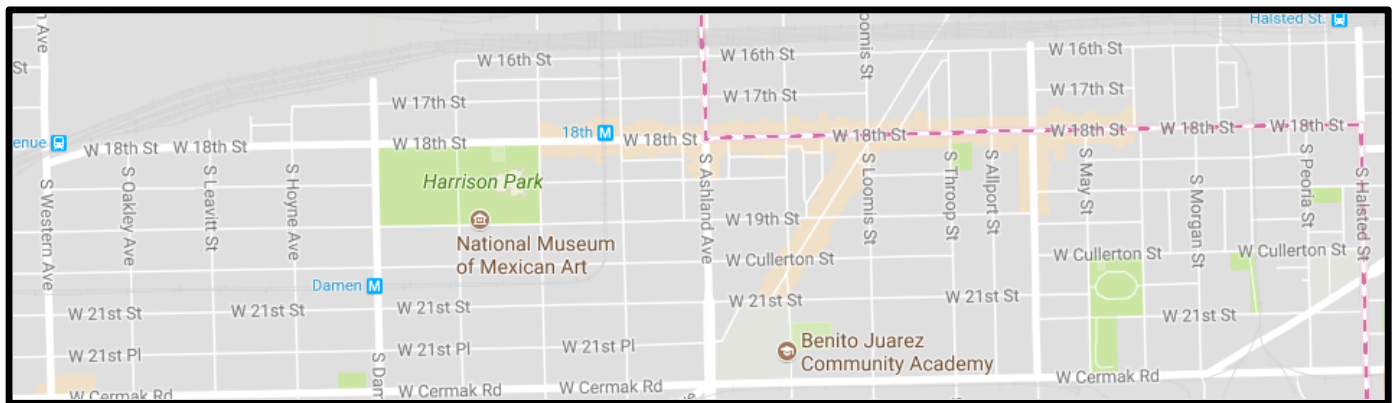 n Ave
Halsted St.
W 16th St
W 16th St
W 16th St
Loomis St
St
W 17th St
W 17th St
W 17th St
enue
W 18th St
W 18th St
W 18th St
18th
W 18th St
W 18th St
W 18th St
W 18th St
W 18th St
S Western Ave
S Oakley Ave
S Leavitt St
S Hoyne Ave
Harrison Park
S Ashland Ave
S Loomis St
S Throop St
S Allport St
S May St
S Morgan St
S Peoria St
S Halsted St
National Museum
of Mexican Art
W 19th St
W Cullerton St
W Cullerton St
W Cullerton St
Damen
W 21st St
W 21st St
W 21st St
W 21st St
W 21st St
W 21st St
W 21st Pl
W 21st Pl
W 21st Pl
S Dam
Benito Juarez
Community Academy
W Cermak Rd
W Cermak Rd
W Cermak Rd
W Cermak Rd